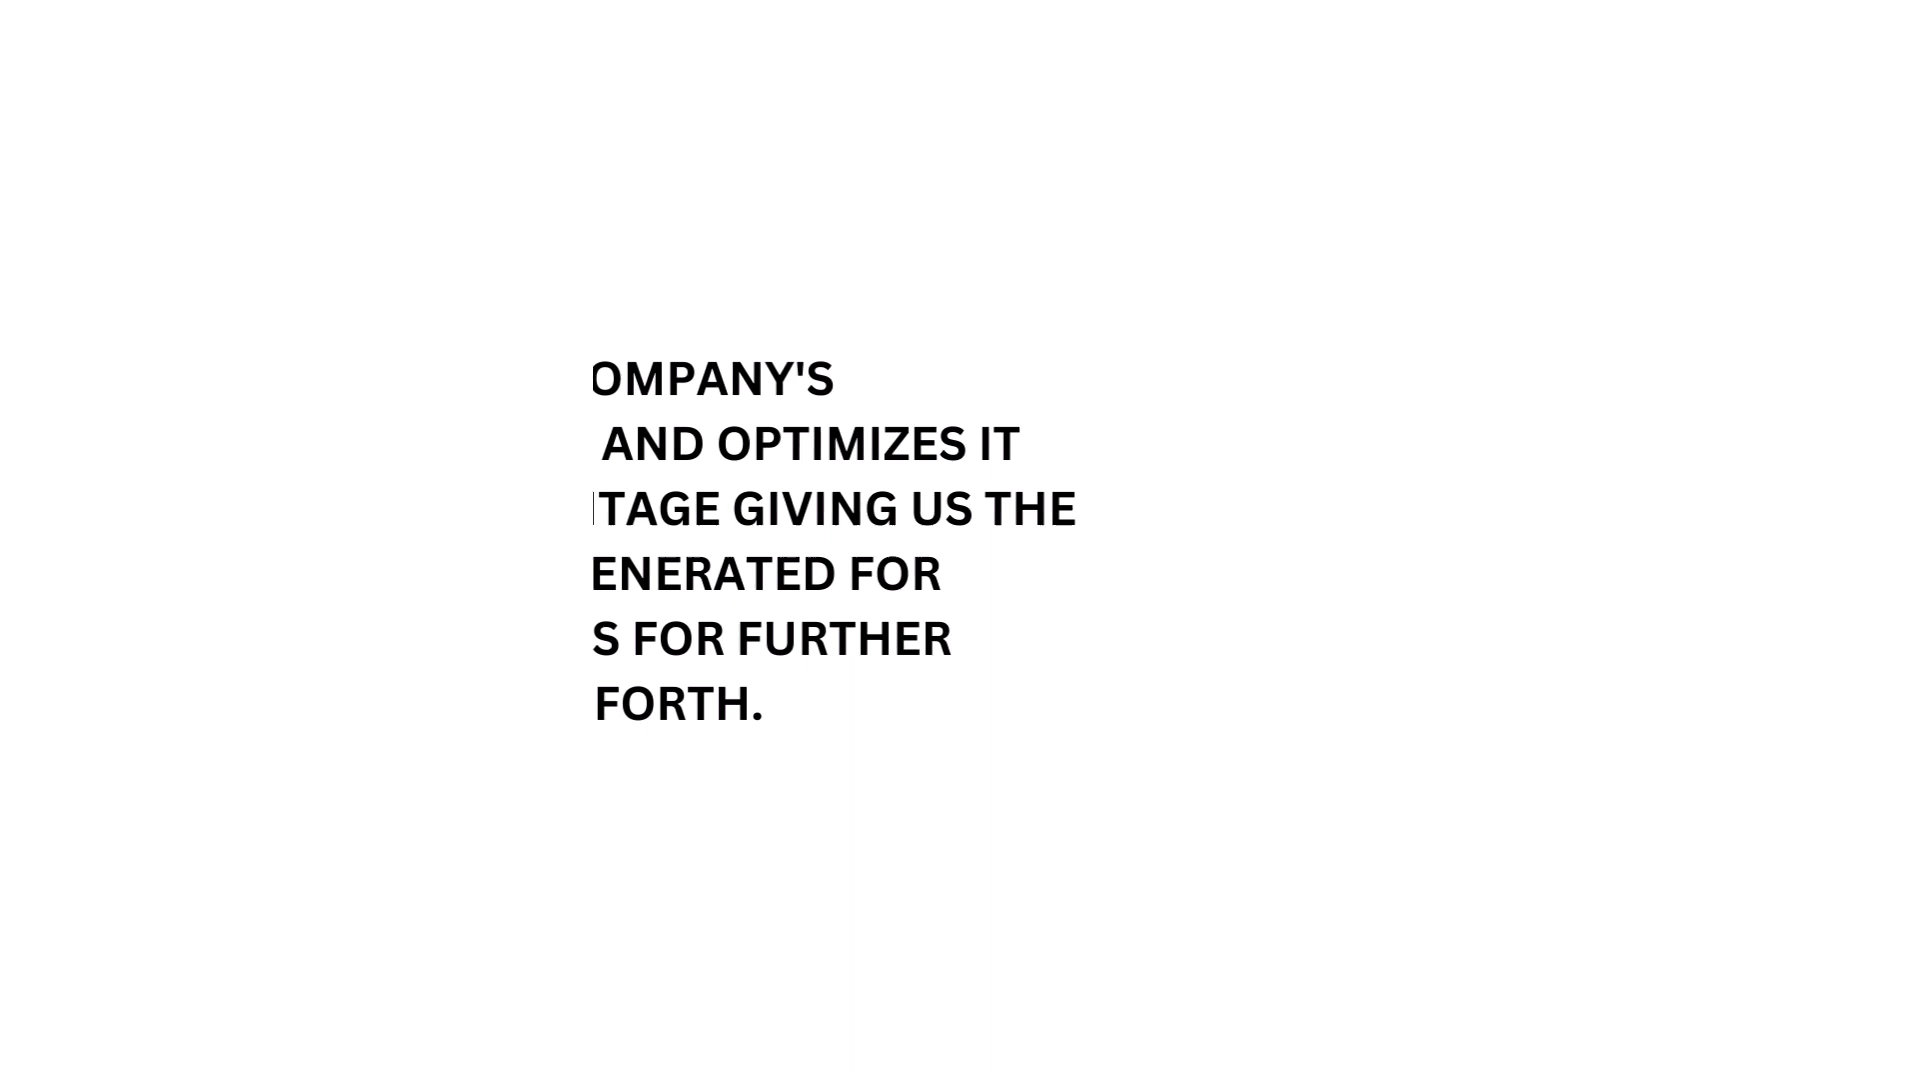 OMPANY'S
AND OPTIMIZES IT
TAGE GIVING US THE
ENERATED FOR
S FOR FURTHER
FORTH.